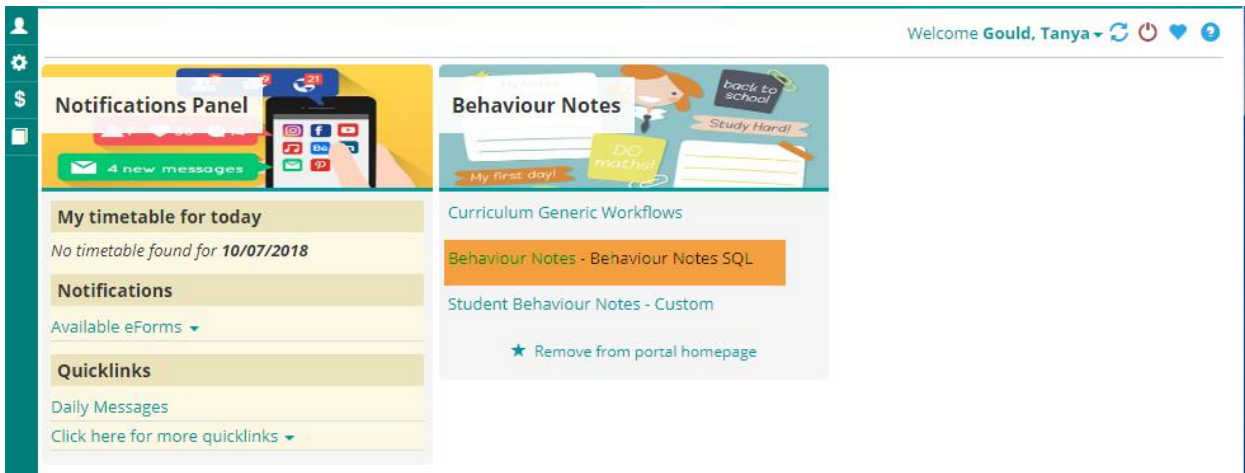 Welcome Gould, Tanya
$
?
21
Notifications Panel
4 new messages
Behaviour Notes
back to
school
Study Hard!
DO
maths!
My first day!
My timetable for today
No timetable found for 10/07/2018
Notifications
Available eForms
Quicklinks
Daily Messages
Click here for more quicklinks
Curriculum Generic Workflows
Behaviour Notes - Behaviour Notes SQL
Student Behaviour Notes - Custom
★ Remove from portal homepage